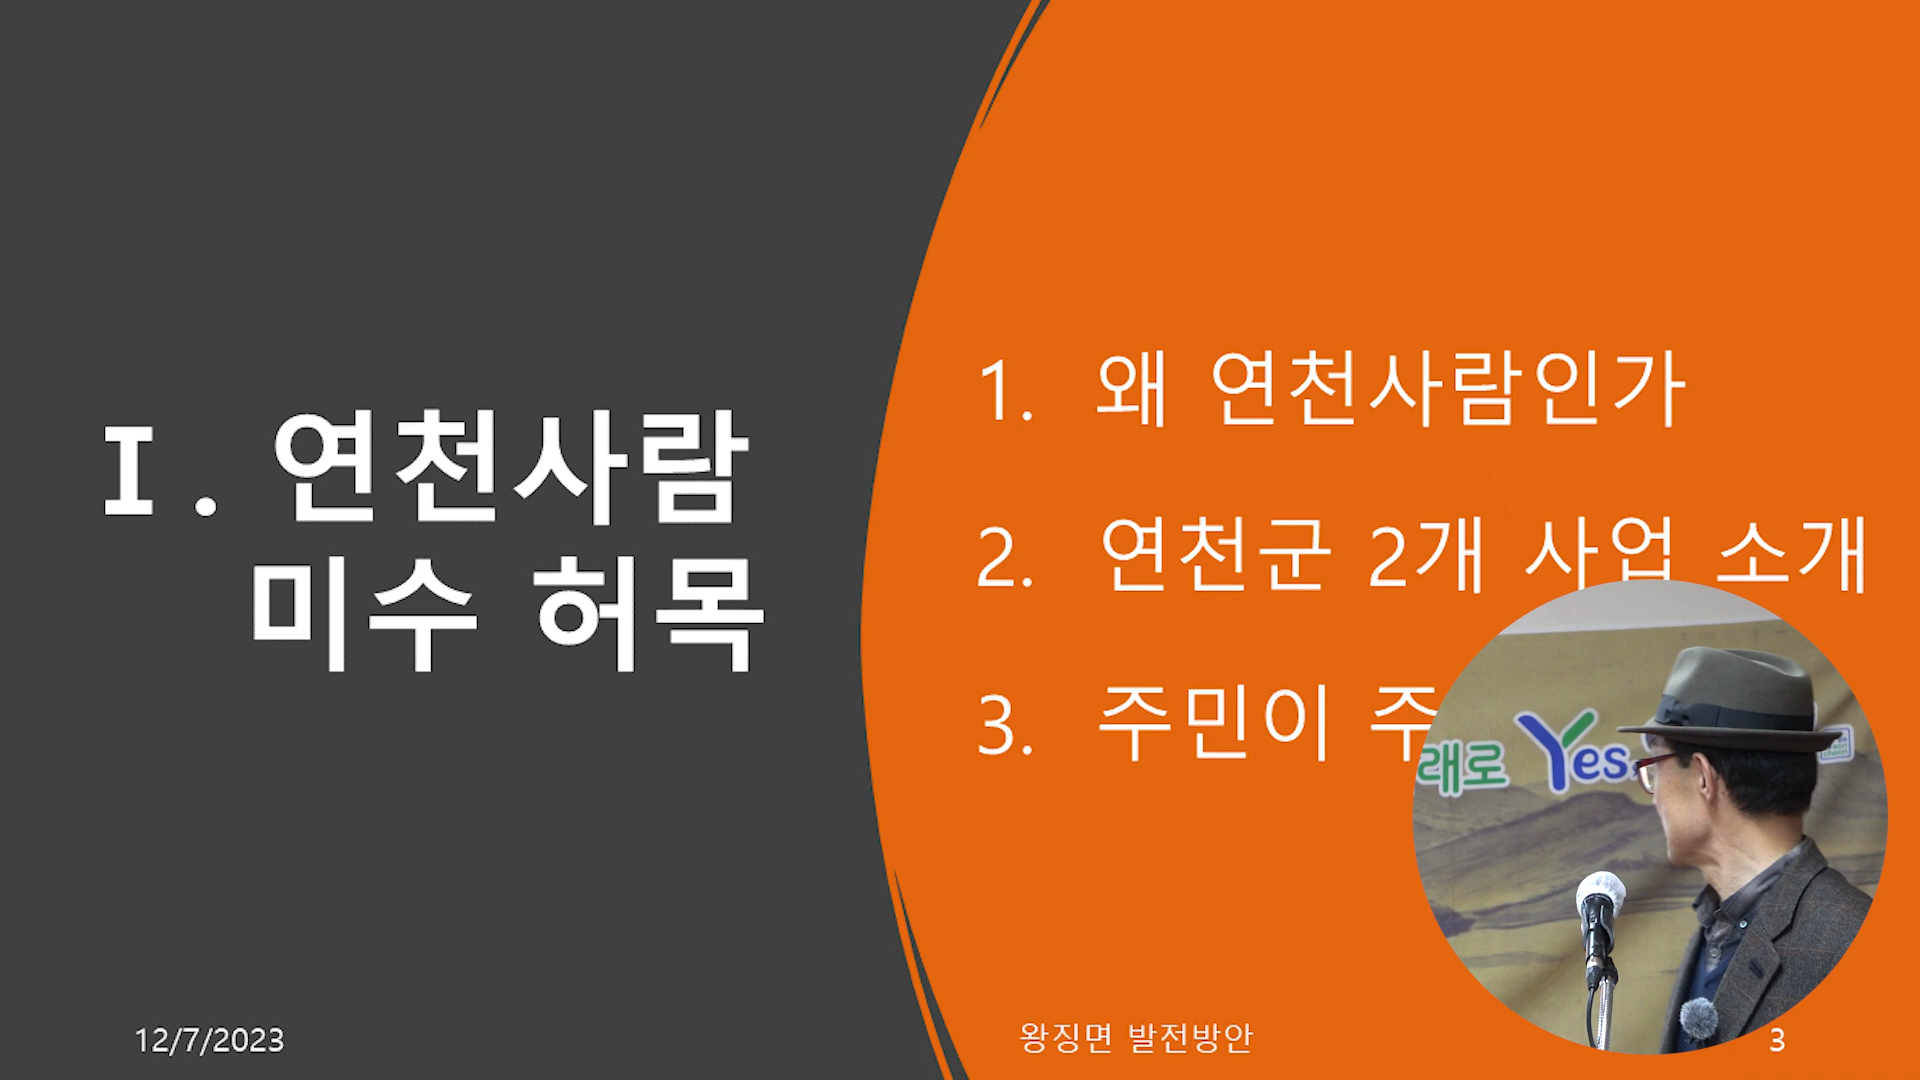 I. 연천사람
미수 허목
1. 왜 연천사람인가
2. 연천군 2개 사업 소개
3. 주민이 주
래로 Yes
12/7/2023
왕징면 발전방안
3